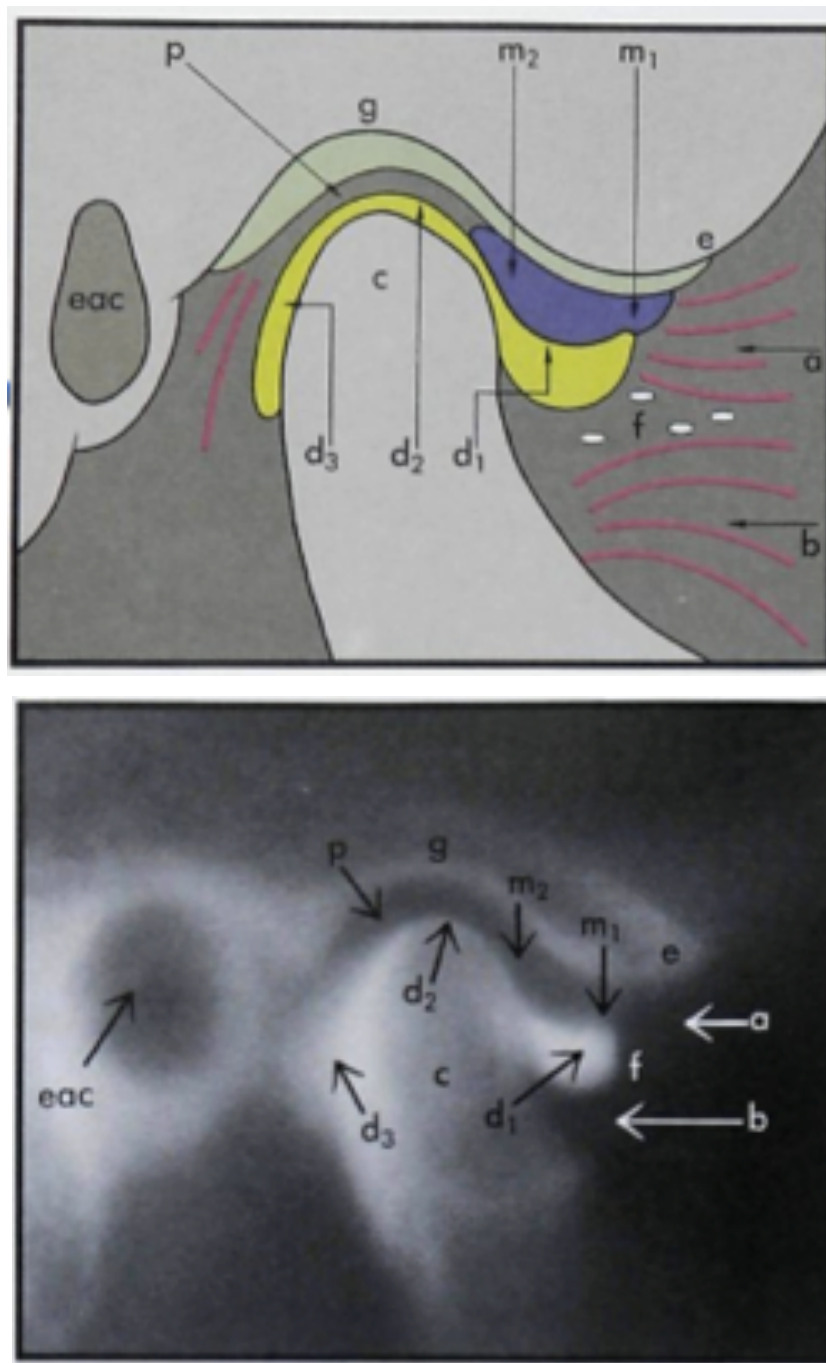 p m₂ m₁
g
e
eac c
a
d₃ d₂ d₁ f
b
p g m₂ m₁
e
d₂ a
eac c f
d₃ d₁ b